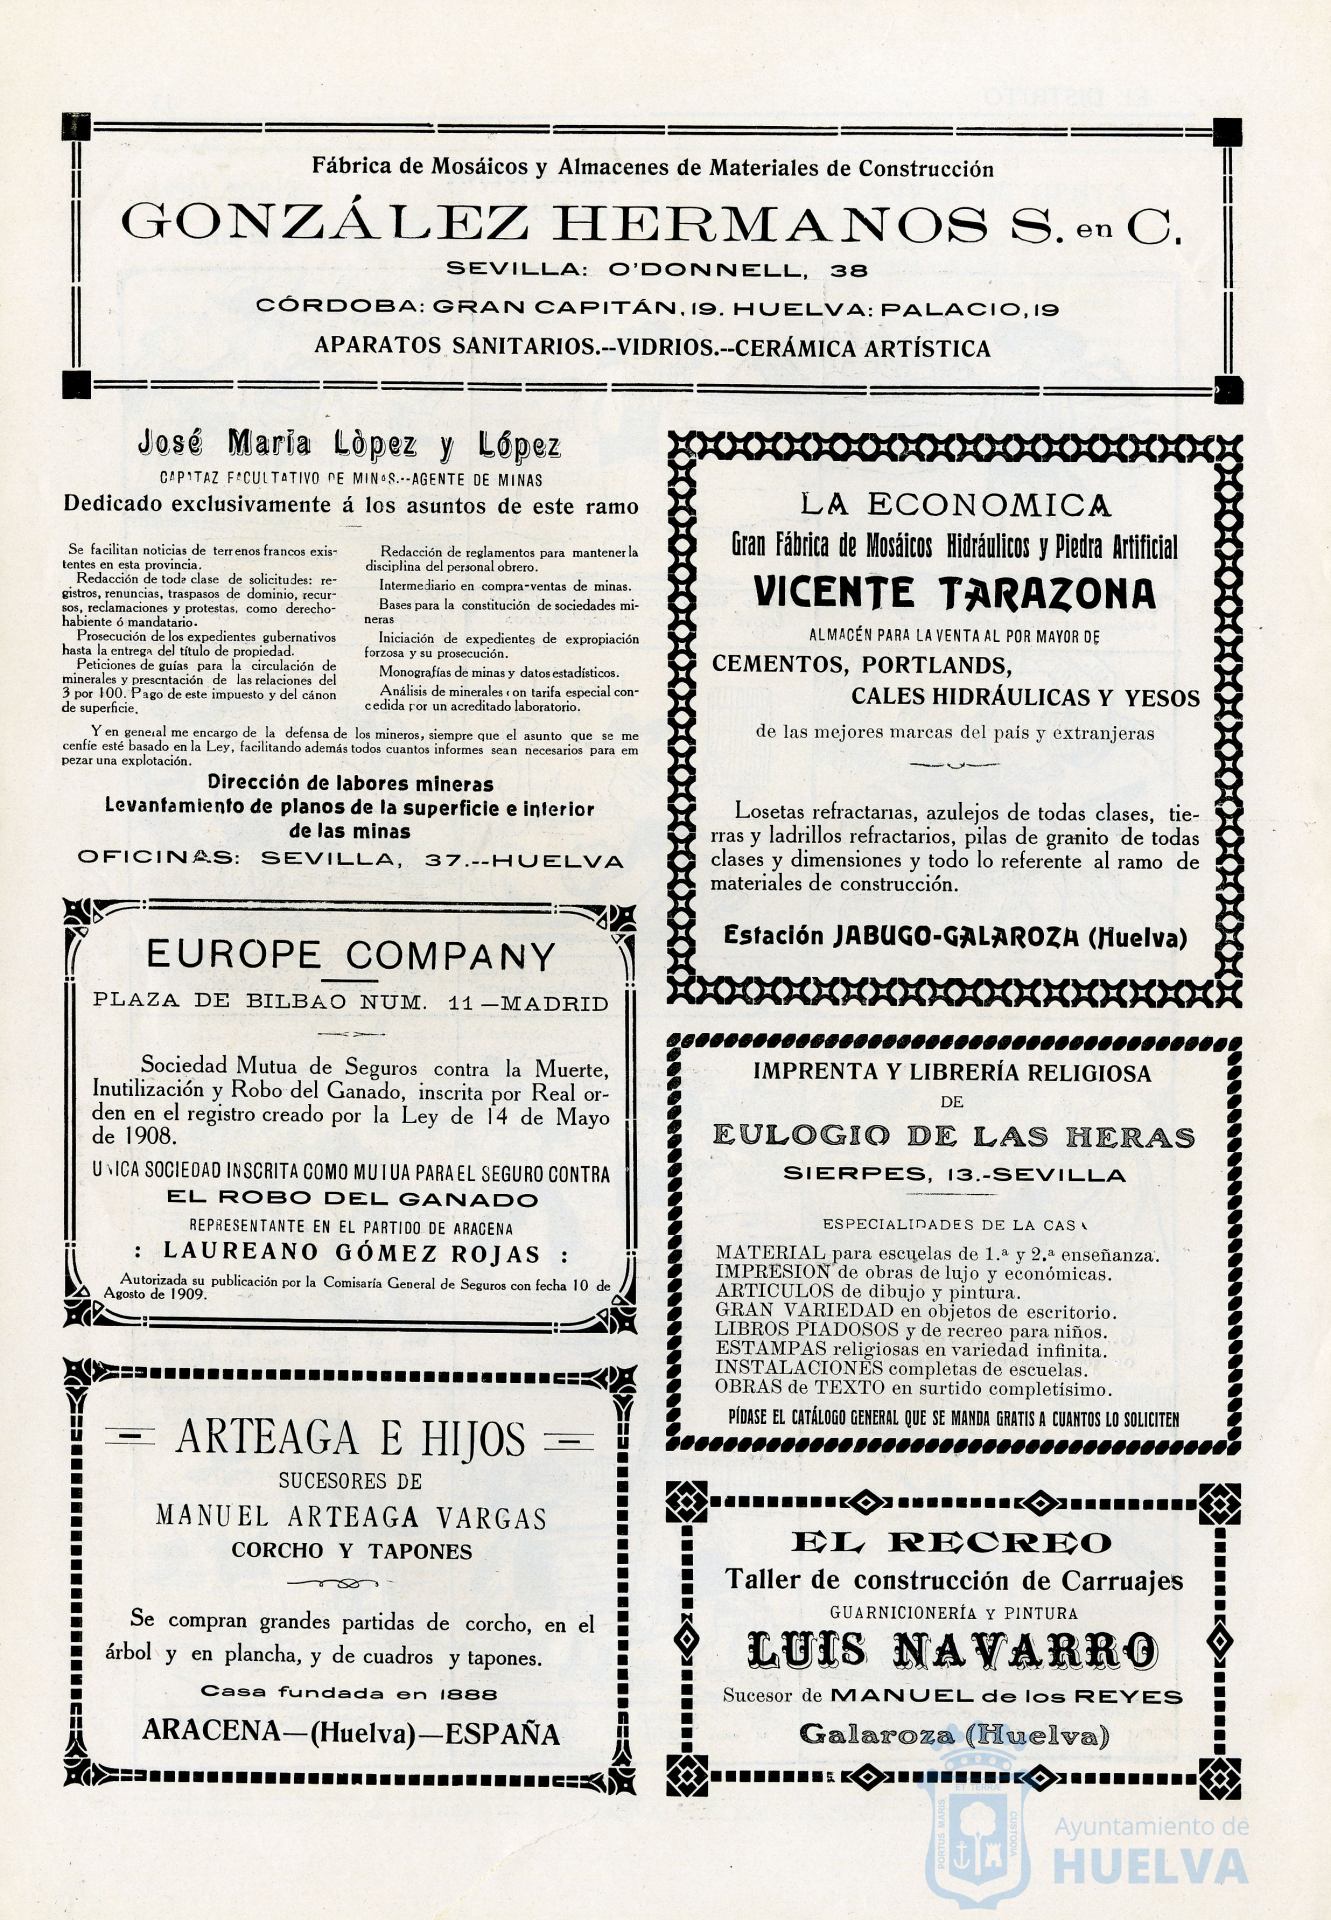 Fábrica de Mosáicos y Almacenes de Materiales de Construcción
GONZÁLEZ HERMANOS S. en C.
SEVILLA: O'DONNELL, 38
CÓRDOBA: GRAN CAPITÁN, 19. HUELVA: PALACIO, 19
APARATOS SANITARIOS.--VIDRIOS.--CERÁMICA ARTÍSTICA
José María Lòpez y López
CAPITAZ FACULTATIVO DE MINAS.--AGENTE DE MINAS
Dedicado exclusivamente á los asuntos de este ramo
Se facilitan noticias de terrenos francos exis-
tentes en esta provincia.
Redacción de toda clase de solicitudes: re-
gistros, renuncias, traspasos de dominio, recur-
sos, reclamaciones y protestas, como derecho-
habiente ó mandatario.
Prosecución de los expedientes gubernativos
hasta la entrega del título de propiedad.
Peticiones de guías para la circulación de
minerales y presentación de las relaciones del
3 por 100. Pago de este impuesto y del cánon
de superficie.
Redacción de reglamentos para mantener la
disciplina del personal obrero.
Intermediario en compra-ventas de minas.
Bases para la constitución de sociedades mi-
neras
Iniciación de expedientes de expropiación
forzosa y su prosecución.
Monografías de minas y datos estadísticos.
Análisis de minerales con tarifa especial con-
cedida por un acreditado laboratorio.
Y en general me encargo de la defensa de los mineros, siempre que el asunto que se me
cenfíe esté basado en la Ley, facilitando además todos cuantos informes sean necesarios para em
pezar una explotación.
Dirección de labores mineras
Levantamiento de planos de la superficie e interior
de las minas
OFICINAS: SEVILLA, 37.--HUELVA
EUROPE COMPANY
PLAZA DE BILBAO NUM. 11—MADRID
Sociedad Mutua de Seguros contra la Muerte,
Inutilización y Robo del Ganado, inscrita por Real or-
den en el registro creado por la Ley de 14 de Mayo
de 1908.
UNICA SOCIEDAD INSCRITA COMO MUTUA PARA EL SEGURO CONTRA
EL ROBO DEL GANADO
REPRESENTANTE EN EL PARTIDO DE ARACENA
: LAUREANO GÓMEZ ROJAS :
Autorizada su publicación por la Comisaría General de Seguros con fecha 10 de
Agosto de 1909.
ARTEAGA E HIJOS
SUCESORES DE
MANUEL ARTEAGA VARGAS
CORCHO Y TAPONES
Se compran grandes partidas de corcho, en el
árbol y en plancha, y de cuadros y tapones.
Casa fundada en 1888
ARACENA—(Huelva)—ESPAÑA
LA ECONOMICA
Gran Fábrica de Mosáicos Hidráulicos y Piedra Artificial
VICENTE TARAZONA
ALMACÉN PARA LA VENTA AL POR MAYOR DE
CEMENTOS, PORTLANDS,
CALES HIDRÁULICAS Y YESOS
de las mejores marcas del país y extranjeras
Losetas refractarias, azulejos de todas clases, tie-
rras y ladrillos refractarios, pilas de granito de todas
clases y dimensiones y todo lo referente al ramo de
materiales de construcción.
Estación JABUGO-GALAROZA (Huelva)
IMPRENTA Y LIBRERÍA RELIGIOSA
DE
EULOGIO DE LAS HERAS
SIERPES, 13.-SEVILLA
ESPECIALIDADES DE LA CASA
MATERIAL para escuelas de 1.ª y 2.ª enseñanza.
IMPRESION de obras de lujo y económicas.
ARTICULOS de dibujo y pintura.
GRAN VARIEDAD en objetos de escritorio.
LIBROS PIADOSOS y de recreo para niños.
ESTAMPAS religiosas en variedad infinita.
INSTALACIONES completas de escuelas.
OBRAS de TEXTO en surtido completísimo.
PÍDASE EL CATÁLOGO GENERAL QUE SE MANDA GRATIS A CUANTOS LO SOLICITEN
EL RECREO
Taller de construcción de Carruajes
GUARNICIONERÍA Y PINTURA
LUIS NAVARRO
Sucesor de MANUEL de los REYES
Galaroza (Huelva)
PORTUS MARIS
ET TERRÆ
CUSTODIA
Ayuntamiento de
HUELVA